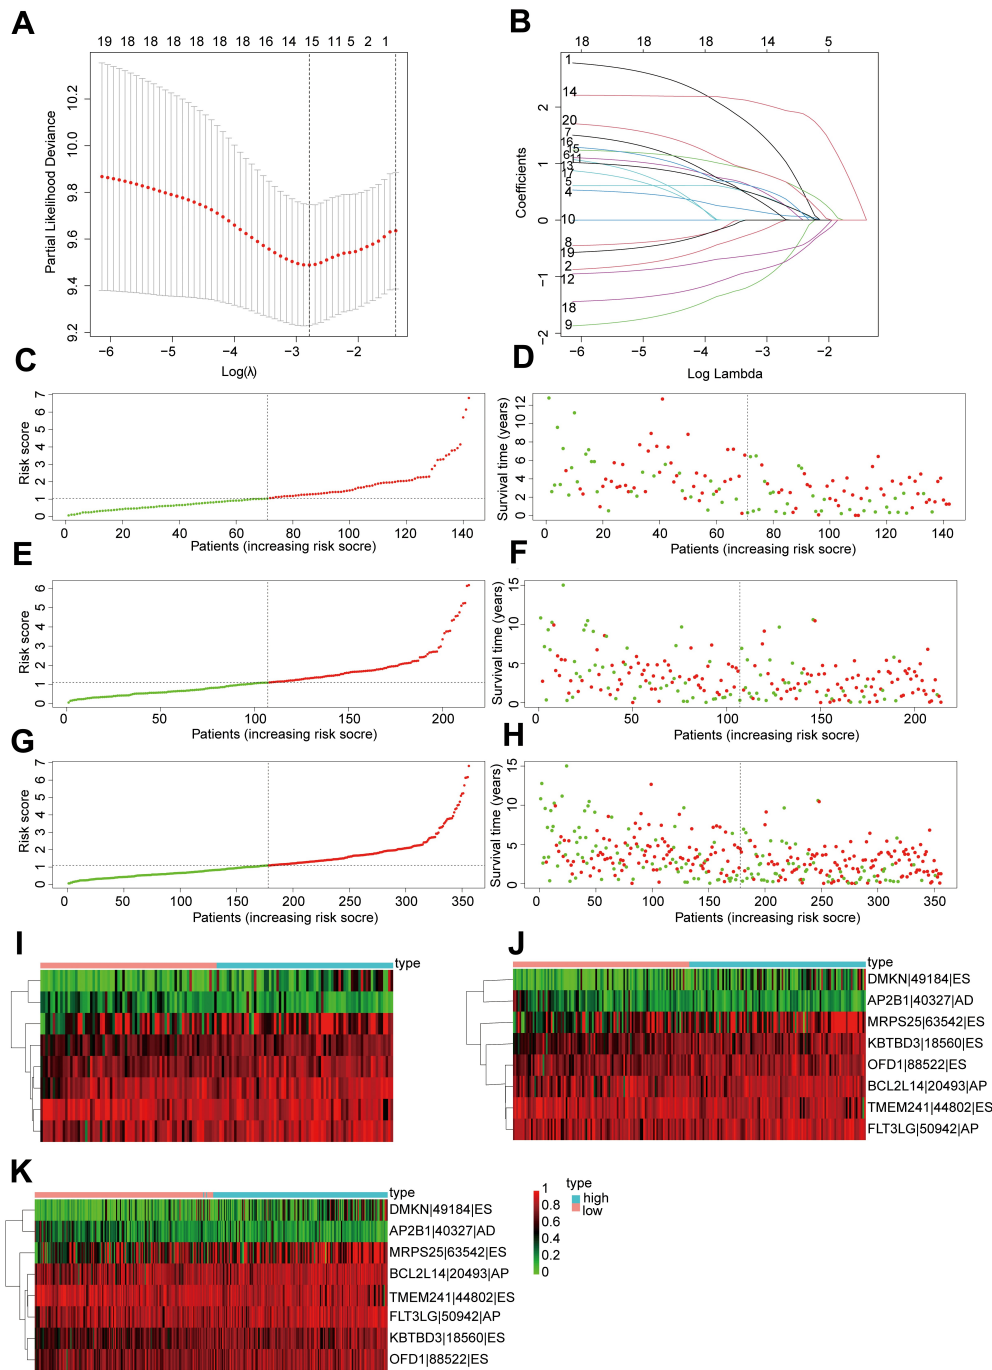 A
19 18 18 18 18 18 18 16 14 15 11 5 2 1
Partial Likelihood Deviance
10.2
10.0
9.8
9.6
9.4
9.2
−6 −5 −4 −3 −2
Log(λ)
B
18 18 18 14 5
Coefficients
2
1
0
−1
−2
1
14
20
7
16
15
6
11
13
17
5
4
10
8
19
2
12
18
9
−6 −5 −4 −3 −2
Log Lambda
C
Risk score
7
5
4
3
2
1
0
0 20 40 60 80 100 120 140
Patients (increasing risk socre)
D
Survival time (years)
12
8
6
4
2
0
0 20 40 60 80 100 120 140
Patients (increasing risk socre)
E
Risk score
6
5
4
3
2
1
0
0 50 100 150 200
Patients (increasing risk socre)
F
Survival time (years)
15
10
5
0
0 50 100 150 200
Patients (increasing risk socre)
G
Risk score
7
6
5
4
3
2
1
0
0 50 100 150 200 250 300 350
Patients (increasing risk socre)
H
Survival time (years)
15
10
5
0
0 50 100 150 200 250 300 350
Patients (increasing risk socre)
I
type
J
type
DMKN|49184|ES
AP2B1|40327|AD
MRPS25|63542|ES
KBTBD3|18560|ES
OFD1|88522|ES
BCL2L14|20493|AP
TMEM241|44802|ES
FLT3LG|50942|AP
K
type
DMKN|49184|ES
AP2B1|40327|AD
MRPS25|63542|ES
BCL2L14|20493|AP
TMEM241|44802|ES
FLT3LG|50942|AP
KBTBD3|18560|ES
OFD1|88522|ES
1
0.8
0.6
0.4
0.2
0
type
high
low